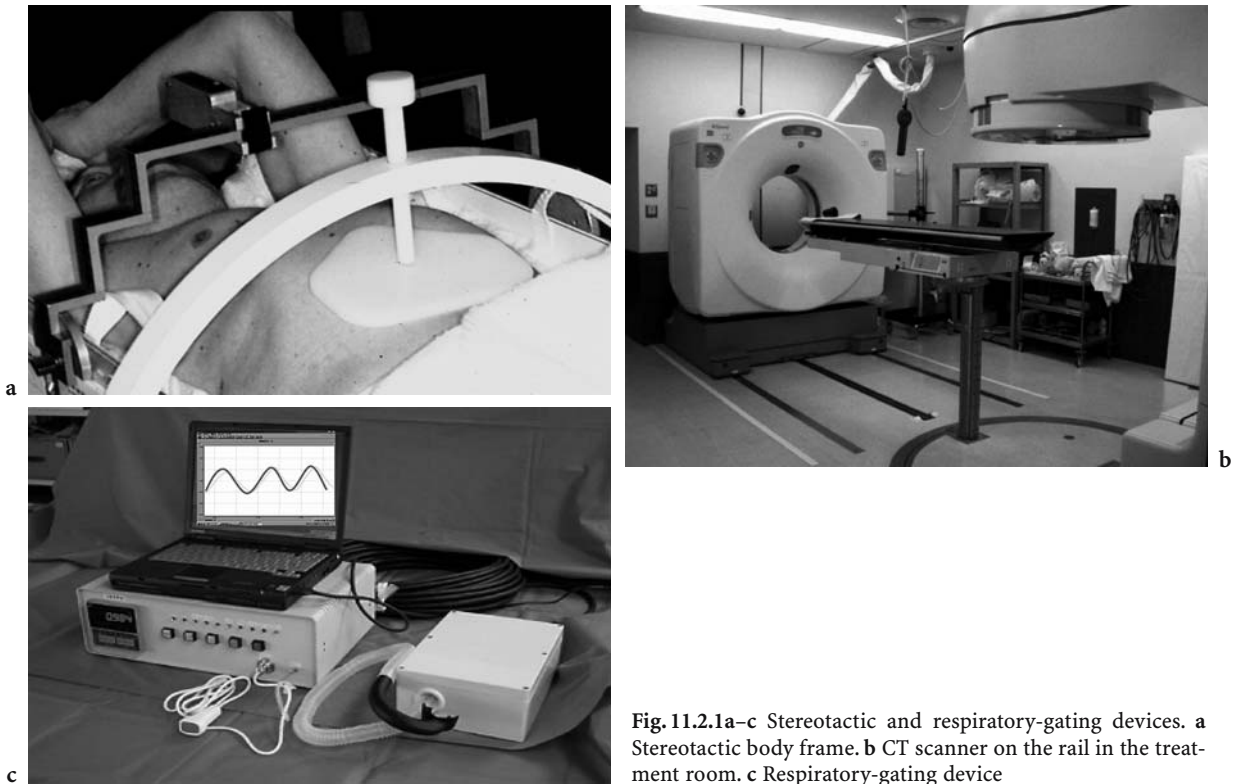 a
b
0984
c
Fig. 11.2.1a–c Stereotactic and respiratory-gating devices. a
Stereotactic body frame. b CT scanner on the rail in the treat-
ment room. c Respiratory-gating device